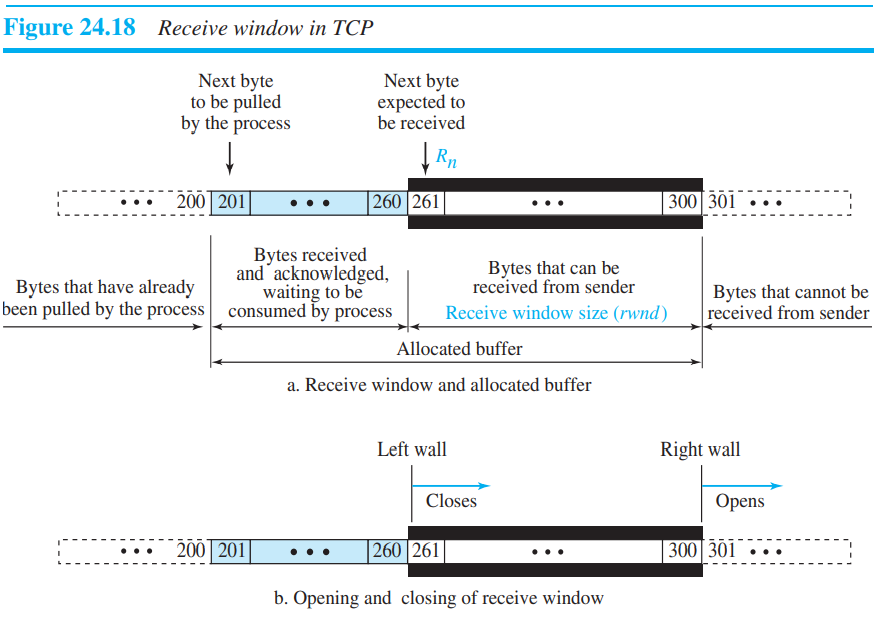 Figure 24.18 Receive window in TCP
Next byte
to be pulled
by the process
Next byte
expected to
be received
Rn
• • • 200 201 • • • 260 261 • • • 300 301 • • •
Bytes that have already
been pulled by the process
Bytes received
and acknowledged,
waiting to be
consumed by process
Bytes that can be
received from sender
Receive window size (rwnd)
Bytes that cannot be
received from sender
Allocated buffer
a. Receive window and allocated buffer
Left wall
Right wall
Closes
Opens
• • • 200 201 • • • 260 261 • • • 300 301 • • •
b. Opening and closing of receive window